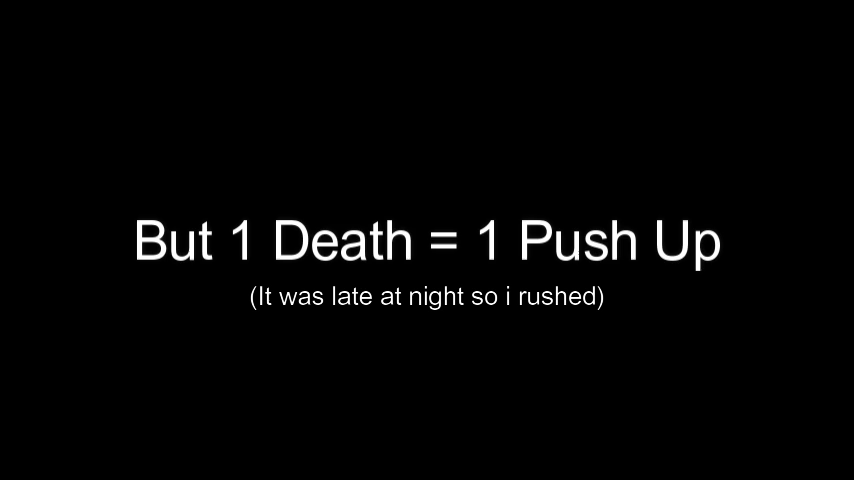 But 1 Death = 1 Push Up
(It was late at night so i rushed)